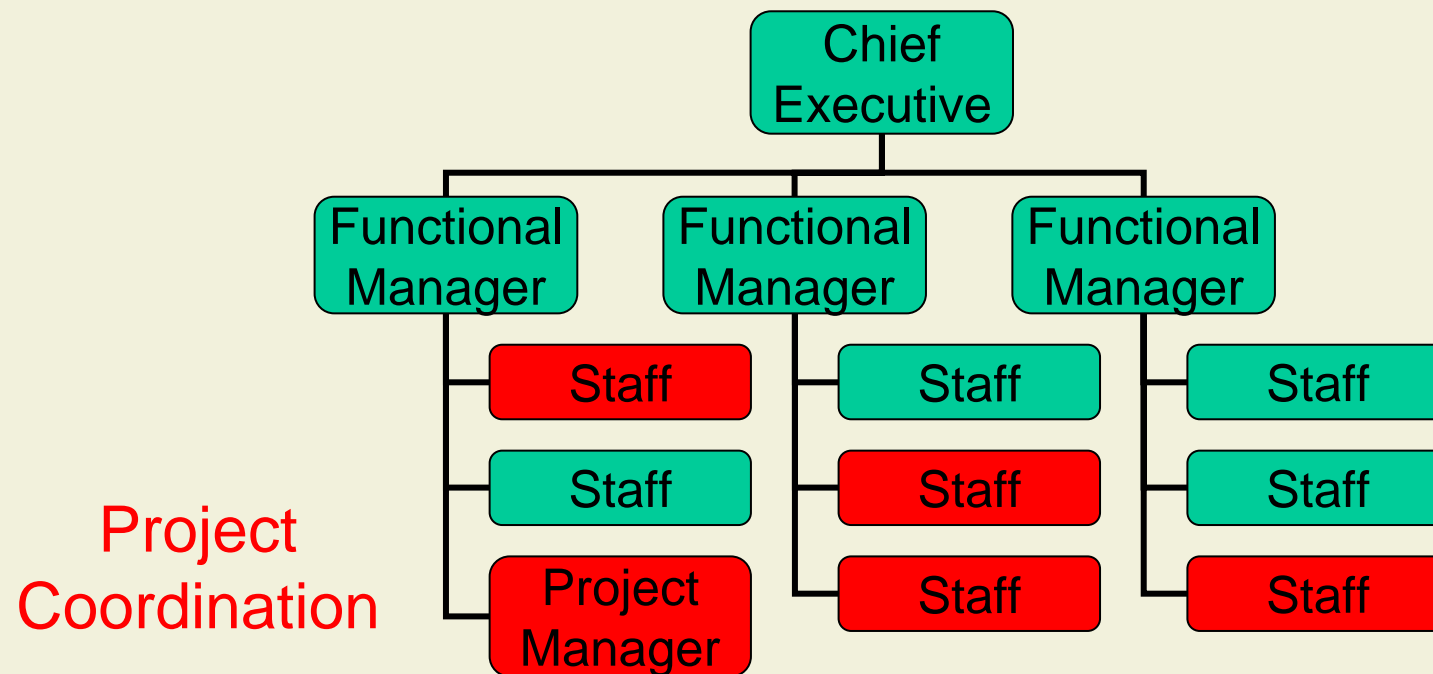 Chief
Executive
Functional
Manager
Functional
Manager
Functional
Manager
Staff
Staff
Staff
Staff
Staff
Staff
Project
Coordination
Project
Manager
Staff
Staff